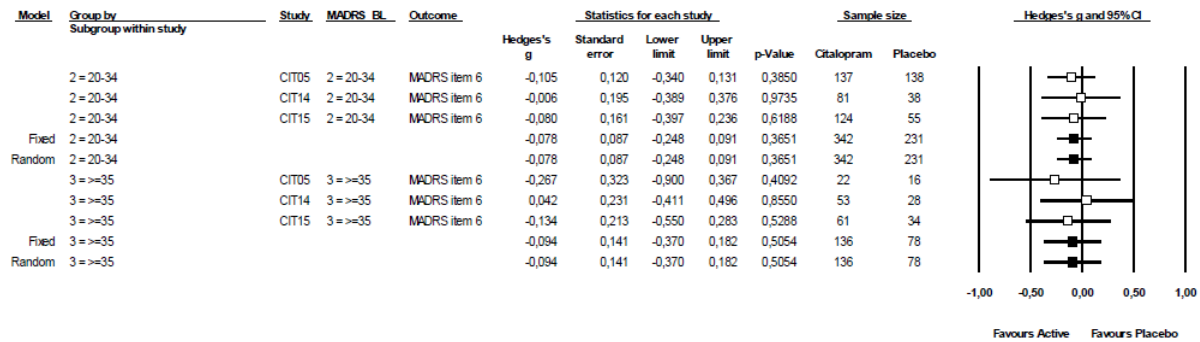 Model Group by Study MADRS_BL Outcome Statistics for each study Sample size Hedges's g and 95%CI
Subgroup within study
Hedges's Standard Lower Upper
g error limit limit p-Value Citalopram Placebo
2 = 20-34 CIT05 2 = 20-34 MADRS item 6 -0,105 0,120 -0,340 0,131 0,3850 137 138
2 = 20-34 CIT14 2 = 20-34 MADRS item 6 -0,006 0,195 -0,389 0,376 0,9735 81 38
2 = 20-34 CIT15 2 = 20-34 MADRS item 6 -0,080 0,161 -0,397 0,236 0,6188 124 55
Fixed 2 = 20-34 -0,078 0,087 -0,248 0,091 0,3651 342 231
Random 2 = 20-34 -0,078 0,087 -0,248 0,091 0,3651 342 231
3 = >=35 CIT05 3 = >=35 MADRS item 6 -0,267 0,323 -0,900 0,367 0,4092 22 16
3 = >=35 CIT14 3 = >=35 MADRS item 6 0,042 0,231 -0,411 0,496 0,8550 53 28
3 = >=35 CIT15 3 = >=35 MADRS item 6 -0,134 0,213 -0,550 0,283 0,5288 61 34
Fixed 3 = >=35 -0,094 0,141 -0,370 0,182 0,5054 136 78
Random 3 = >=35 -0,094 0,141 -0,370 0,182 0,5054 136 78
-1,00 -0,50 0,00 0,50 1,00
Favours Active Favours Placebo